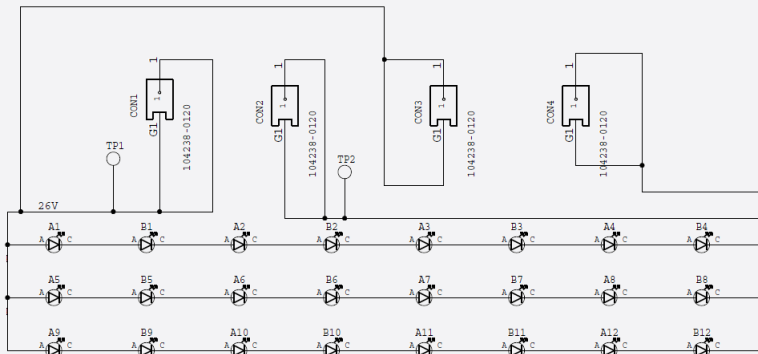 1 1 1 1
CON1 1 G1 104238-0120
CON2 1 G1 104238-0120
CON3 1 G1 104238-0120
CON4 1 G1 104238-0120
TP1 TP2
26V
A1 B1 A2 B2 A3 B3 A4 B4
A C A C A C A C A C A C A C A C
A5 B5 A6 B6 A7 B7 A8 B8
A C A C A C A C A C A C A C A C
A9 B9 A10 B10 A11 B11 A12 B12
A C A C A C A C A C A C A C A C